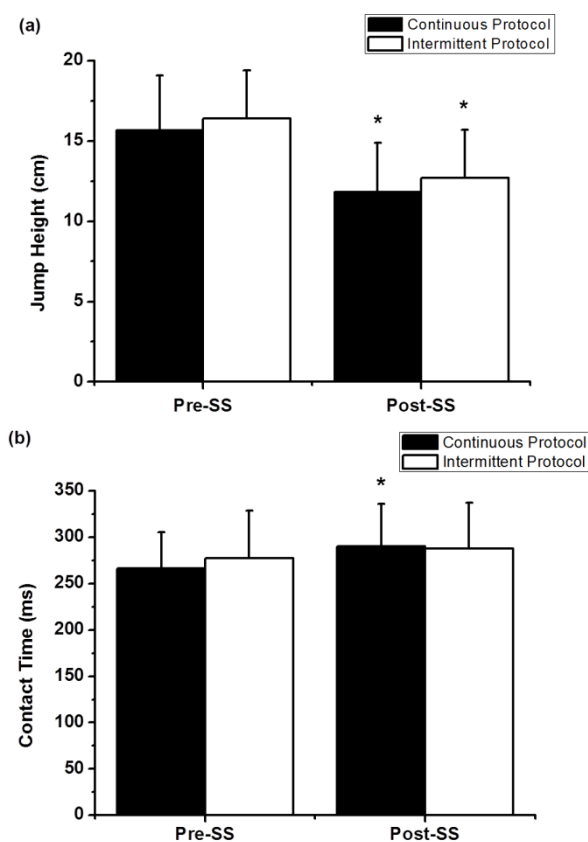 (a)
Continuous Protocol
Intermittent Protocol
20
15
10
5
0
Jump Height (cm)
* *
Pre-SS Post-SS
(b)
Continuous Protocol
Intermittent Protocol
350
300
250
200
150
100
50
0
Contact Time (ms)
*
Pre-SS Post-SS